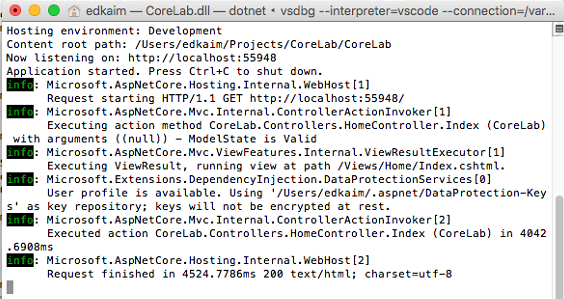 edkaim — CoreLab.dll — dotnet ◂ vsdbg --interpreter=vscode --connection=/var...
Hosting environment: Development
Content root path: /Users/edkaim/Projects/CoreLab/CoreLab
Now listening on: http://localhost:55948
Application started. Press Ctrl+C to shut down.
info: Microsoft.AspNetCore.Hosting.Internal.WebHost[1]
      Request starting HTTP/1.1 GET http://localhost:55948/
info: Microsoft.AspNetCore.Mvc.Internal.ControllerActionInvoker[1]
      Executing action method CoreLab.Controllers.HomeController.Index (CoreLab)
 with arguments ((null)) - ModelState is Valid
info: Microsoft.AspNetCore.Mvc.ViewFeatures.Internal.ViewResultExecutor[1]
      Executing ViewResult, running view at path /Views/Home/Index.cshtml.
info: Microsoft.Extensions.DependencyInjection.DataProtectionServices[0]
      User profile is available. Using '/Users/edkaim/.aspnet/DataProtection-Key
s' as key repository; keys will not be encrypted at rest.
info: Microsoft.AspNetCore.Mvc.Internal.ControllerActionInvoker[2]
      Executed action CoreLab.Controllers.HomeController.Index (CoreLab) in 4042
.6908ms
info: Microsoft.AspNetCore.Hosting.Internal.WebHost[2]
      Request finished in 4524.7786ms 200 text/html; charset=utf-8